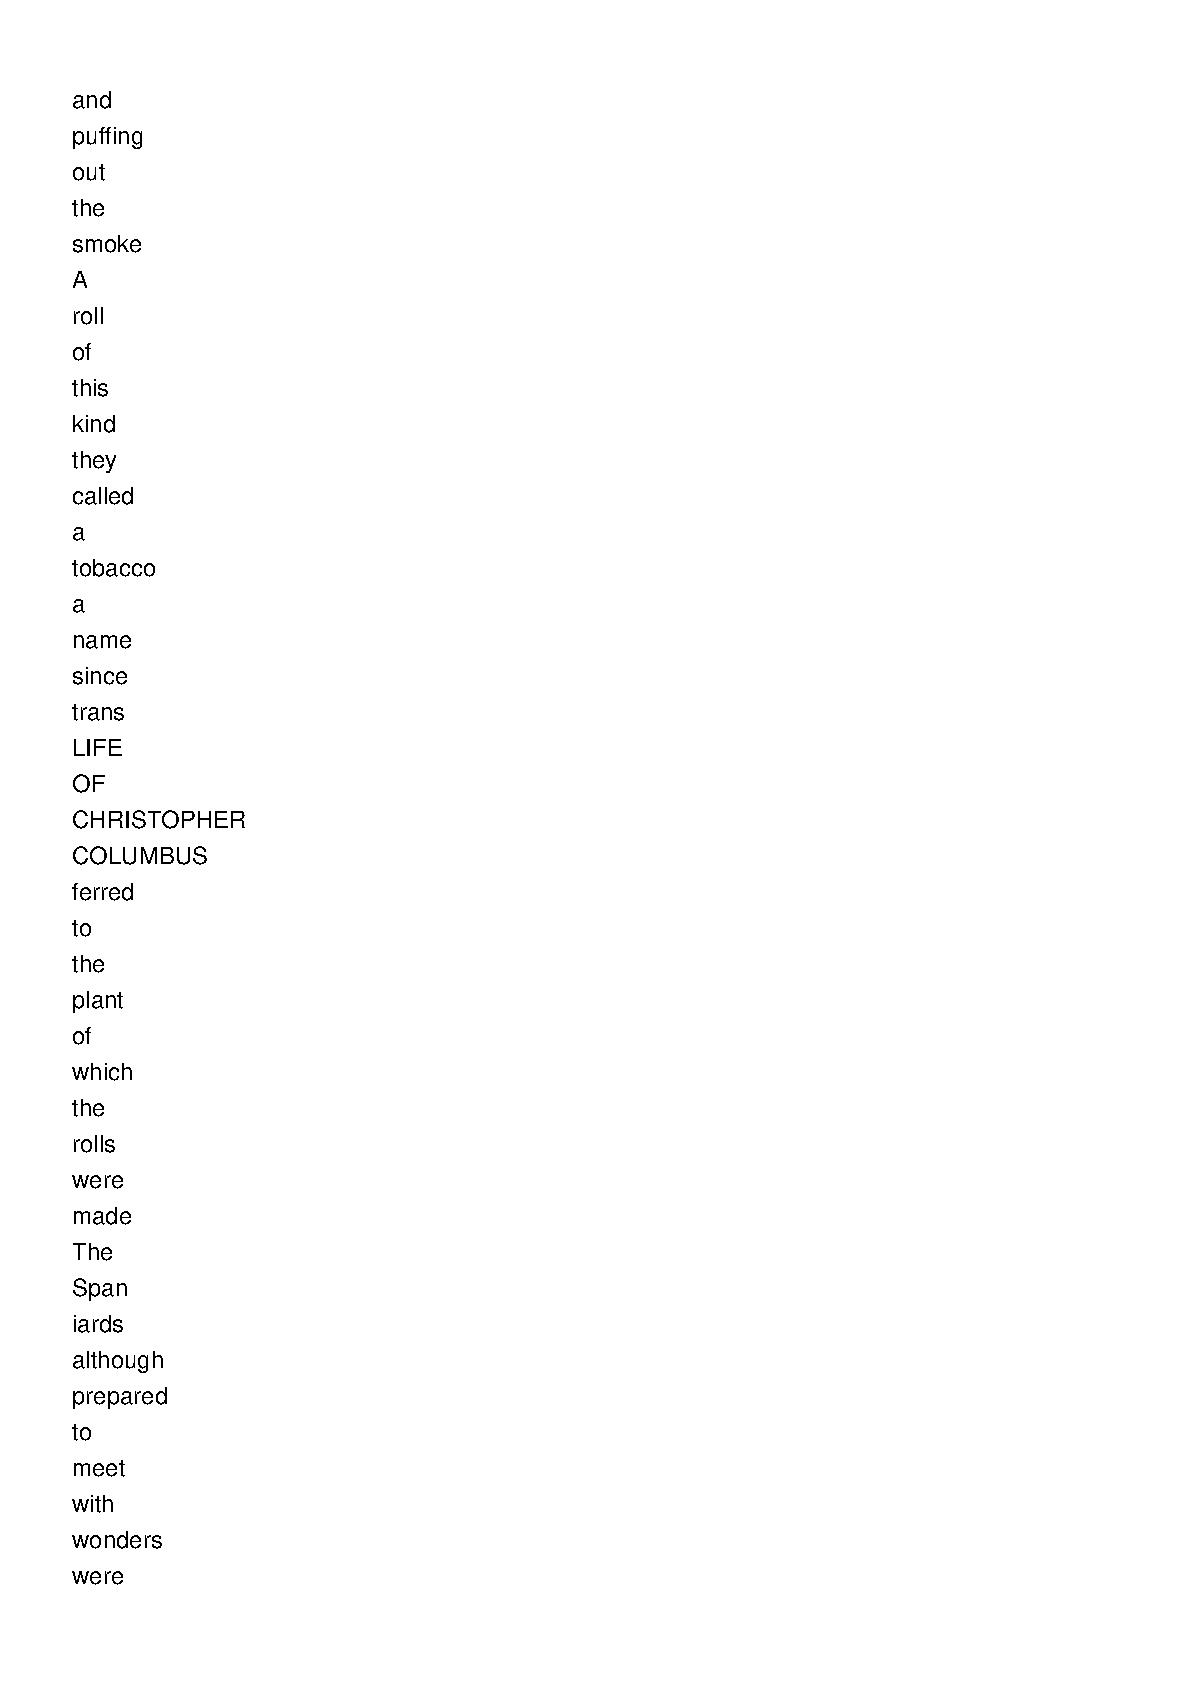 and
puffing
out
the
smoke
A
roll
of
this
kind
they
called
a
tobacco
a
name
since
trans
LIFE
OF
CHRISTOPHER
COLUMBUS
ferred
to
the
plant
of
which
the
rolls
were
made
The
Span
iards
although
prepared
to
meet
with
wonders
were